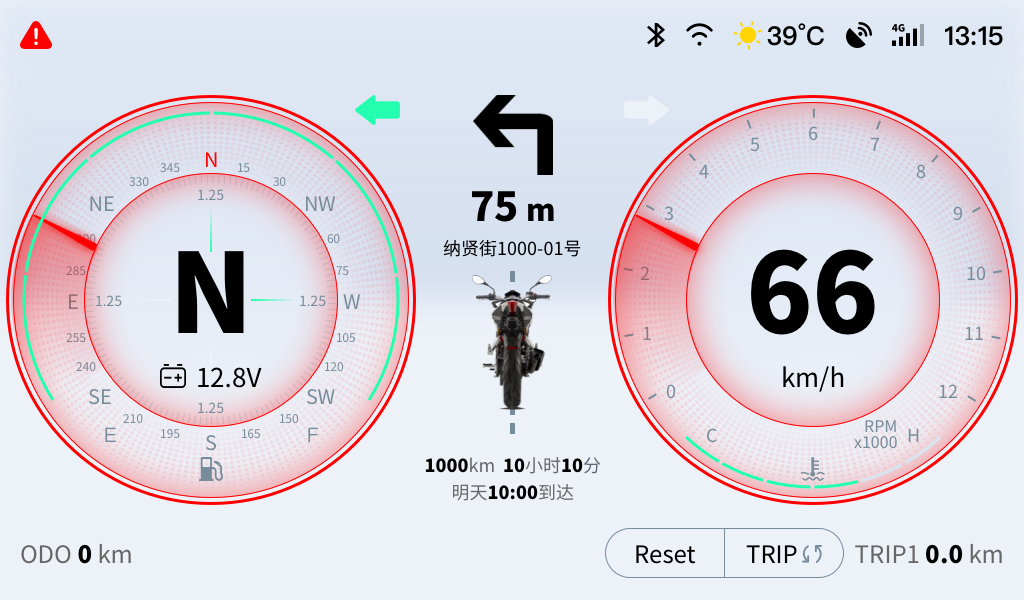 39°C
4G
13:15
N
345
15
330
30
NE
NW
1.25
60
285
75
E
1.25
N
1.25
W
255
105
240
120
12.8V
SE
SW
1.25
210
150
E
195
165
F
S
75 m
纳贤街1000-01号
1000km 10小时10分
明天10:00到达
6
5
7
4
8
3
9
2
10
66
1
11
km/h
0
12
C
RPM
x1000
H
ODO 0 km
Reset
TRIP
TRIP1 0.0 km